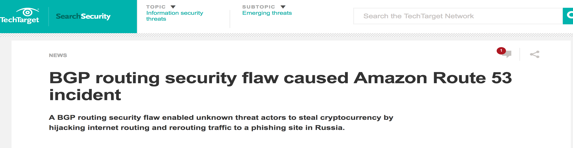 TOPIC ▼
SUBTOPIC ▼
TechTarget
SearchSecurity
Information security
threats
Emerging threats
Search the TechTarget Network
NEWS
1
BGP routing security flaw caused Amazon Route 53
incident
A BGP routing security flaw enabled unknown threat actors to steal cryptocurrency by
hijacking internet routing and rerouting traffic to a phishing site in Russia.